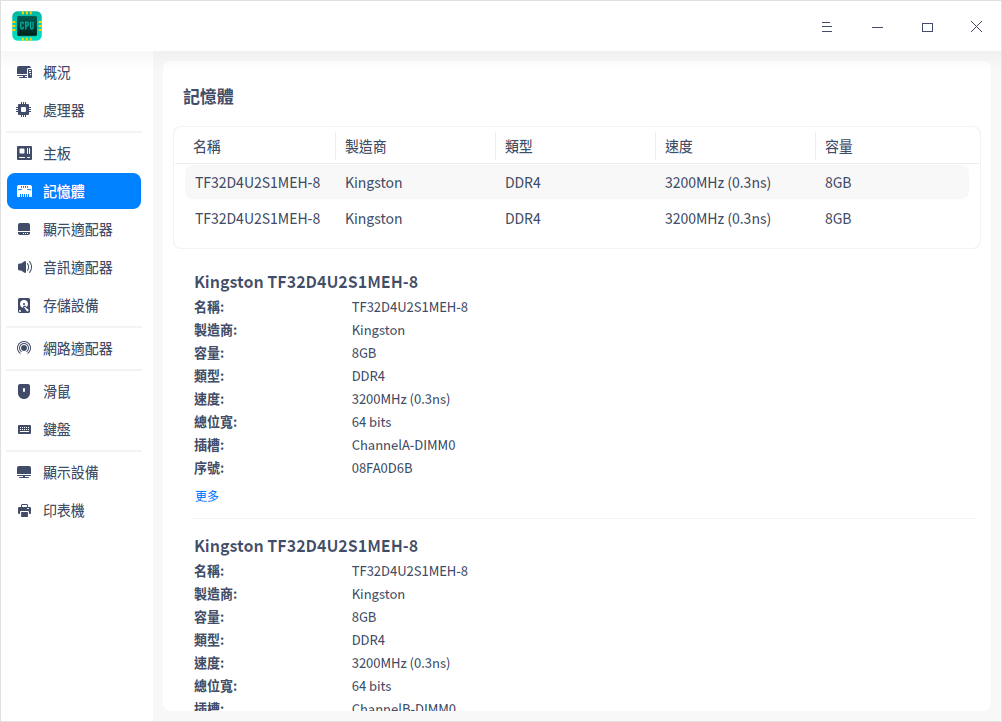 CPU
概況
處理器
主板
記憶體
顯示適配器
音訊適配器
存儲設備
網路適配器
滑鼠
鍵盤
顯示設備
印表機
記憶體
名稱 製造商 類型 速度 容量
TF32D4U2S1MEH-8 Kingston DDR4 3200MHz (0.3ns) 8GB
TF32D4U2S1MEH-8 Kingston DDR4 3200MHz (0.3ns) 8GB
Kingston TF32D4U2S1MEH-8
名稱: TF32D4U2S1MEH-8
製造商: Kingston
容量: 8GB
類型: DDR4
速度: 3200MHz (0.3ns)
總位寬: 64 bits
插槽: ChannelA-DIMM0
序號: 08FA0D6B
更多
Kingston TF32D4U2S1MEH-8
名稱: TF32D4U2S1MEH-8
製造商: Kingston
容量: 8GB
類型: DDR4
速度: 3200MHz (0.3ns)
總位寬: 64 bits
插槽: ChannelB-DIMM0